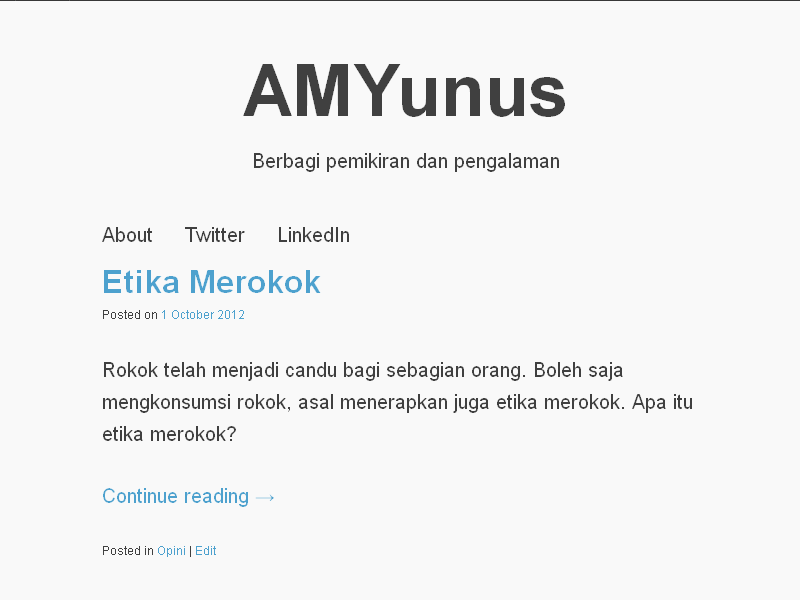 AMYunus
Berbagi pemikiran dan pengalaman
About Twitter LinkedIn
Etika Merokok
Posted on 1 October 2012
Rokok telah menjadi candu bagi sebagian orang. Boleh saja
mengkonsumsi rokok, asal menerapkan juga etika merokok. Apa itu
etika merokok?
Continue reading →
Posted in Opini | Edit